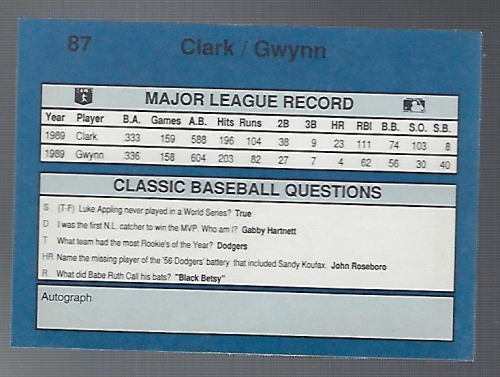 87 Clark / Gwynn
MAJOR LEAGUE RECORD
Year Player B.A. Games A.B. Hits Runs 2B 3B HR RBI B.B. S.O. S.B.
1989 Clark .333 159 588 196 104 38 9 23 111 74 103 8
1989 Gwynn .336 158 604 203 82 27 7 4 62 56 30 40
CLASSIC BASEBALL QUESTIONS
S (T-F) Luke Appling never played in a World Series? True
D I was the first N.L. catcher to win the MVP. Who am I? Gabby Hartnett
T What team had the most Rookie's of the Year? Dodgers
HR Name the missing player of the '56 Dodgers' battery that included Sandy Koufax. John Roseboro
R What did Babe Ruth Call his bats? "Black Betsy"
Autograph